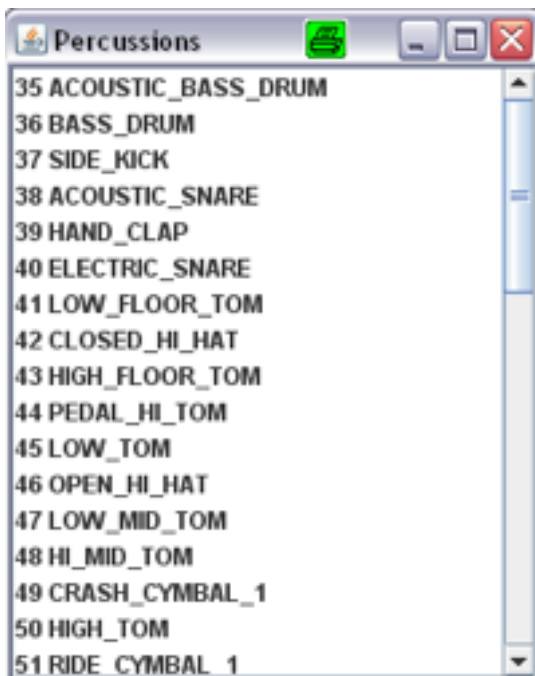 Percussions
35 ACOUSTIC_BASS_DRUM
36 BASS_DRUM
37 SIDE_KICK
38 ACOUSTIC_SNARE
39 HAND_CLAP
40 ELECTRIC_SNARE
41 LOW_FLOOR_TOM
42 CLOSED_HI_HAT
43 HIGH_FLOOR_TOM
44 PEDAL_HI_TOM
45 LOW_TOM
46 OPEN_HI_HAT
47 LOW_MID_TOM
48 HI_MID_TOM
49 CRASH_CYMBAL_1
50 HIGH_TOM
51 RIDE_CYMBAL_1